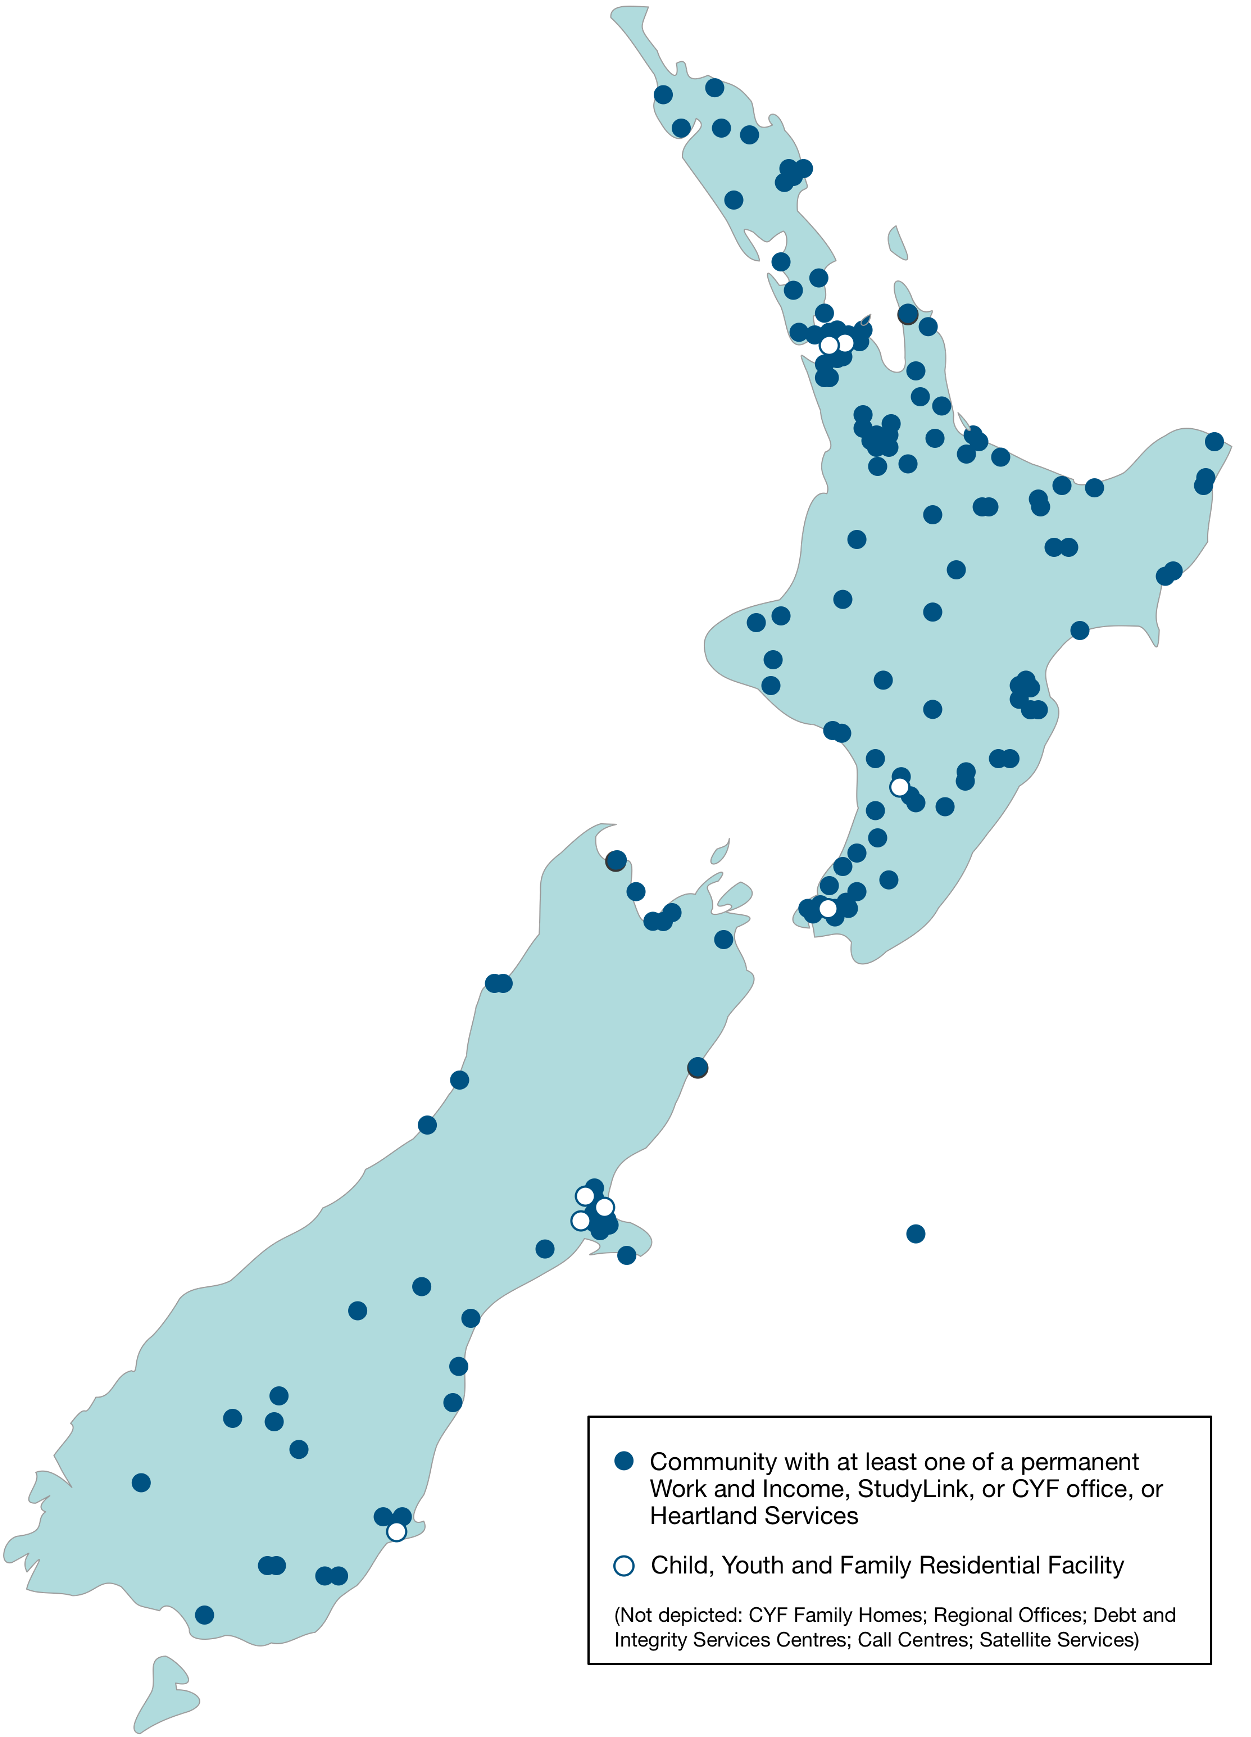 Community with at least one of a permanent
Work and Income, StudyLink, or CYF office, or
Heartland Services
Child, Youth and Family Residential Facility
(Not depicted: CYF Family Homes; Regional Offices; Debt and
Integrity Services Centres; Call Centres; Satellite Services)